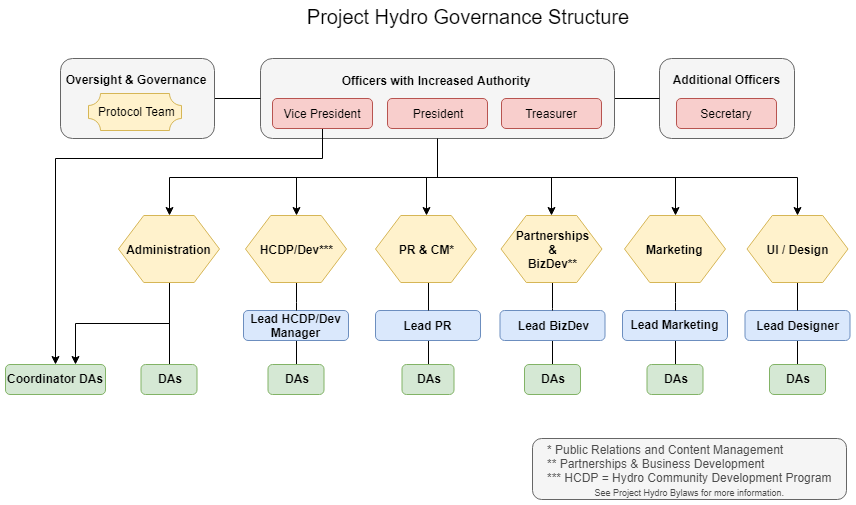 Project Hydro Governance Structure
Oversight & Governance
Protocol Team
Officers with Increased Authority
Vice President
President
Treasurer
Additional Officers
Secretary
Administration
HCDP/Dev***
PR & CM*
Partnerships
&
BizDev**
Marketing
UI / Design
Lead HCDP/Dev
Manager
Lead PR
Lead BizDev
Lead Marketing
Lead Designer
Coordinator DAs
DAs
DAs
DAs
DAs
DAs
DAs
* Public Relations and Content Management
** Partnerships & Business Development
*** HCDP = Hydro Community Development Program
See Project Hydro Bylaws for more information.